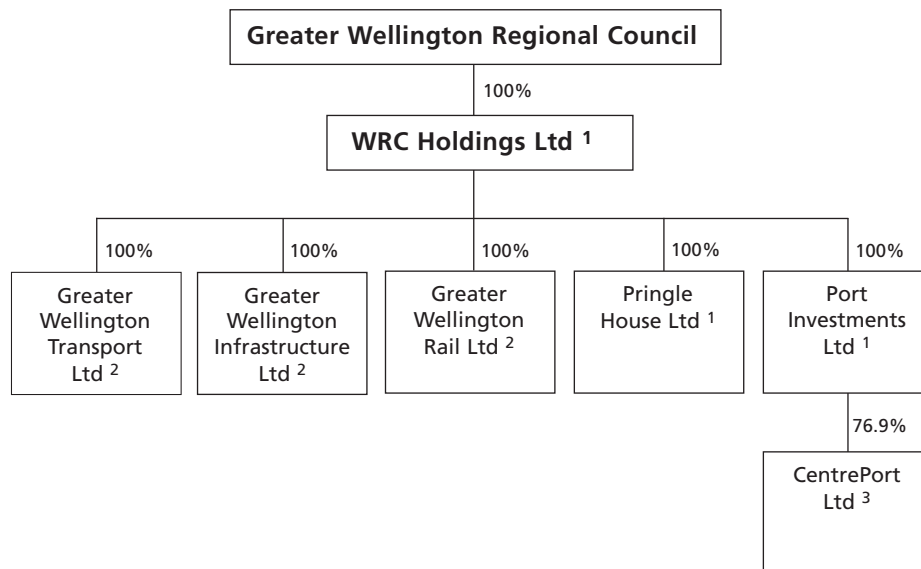 Greater Wellington Regional Council
100%
WRC Holdings Ltd 1
100%
100%
100%
100%
100%
Greater
Wellington
Transport
Ltd 2
Greater
Wellington
Infrastructure
Ltd 2
Greater
Wellington
Rail Ltd 2
Pringle
House Ltd 1
Port
Investments
Ltd 1
76.9%
CentrePort
Ltd 3